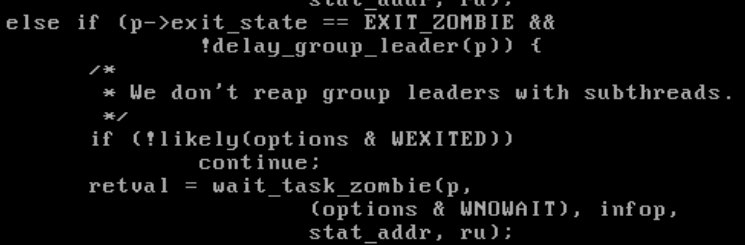 stat_addr, ru);
else if (p->exit_state == EXIT_ZOMBIE &&
!delay_group_leader(p)) {
/*
* We don't reap group leaders with subthreads.
*/
if (!likely(options & WEXITED))
continue;
retval = wait_task_zombie(p,
(options & WNOWAIT), infop,
stat_addr, ru);